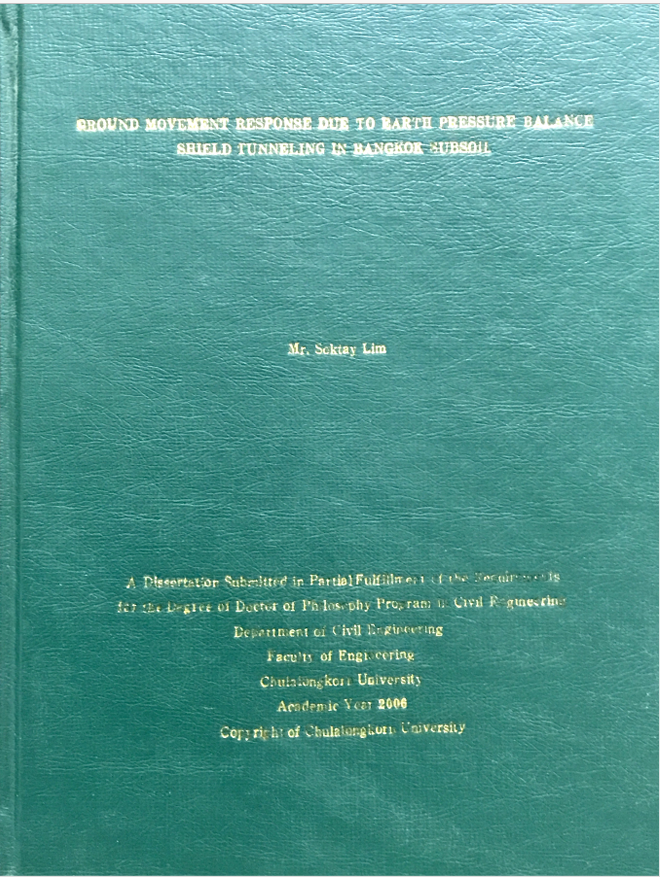 GROUND MOVEMENT RESPONSE DUE TO EARTH PRESSURE BALANCE
SHIELD TUNNELING IN BANGKOK SUBSOIL
Mr. Soktay Lim
A Dissertation Submitted in Partial Fulfillment of the Requirements
for the Degree of Doctor of Philosophy Program in Civil Engineering
Department of Civil Engineering
Faculty of Engineering
Chulalongkorn University
Academic Year 2006
Copyright of Chulalongkorn University